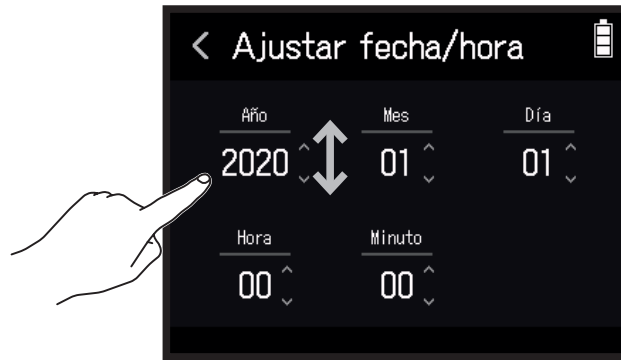 Ajustar fecha/hora
Año Mes Día
2020 01 01
Hora Minuto
00 00